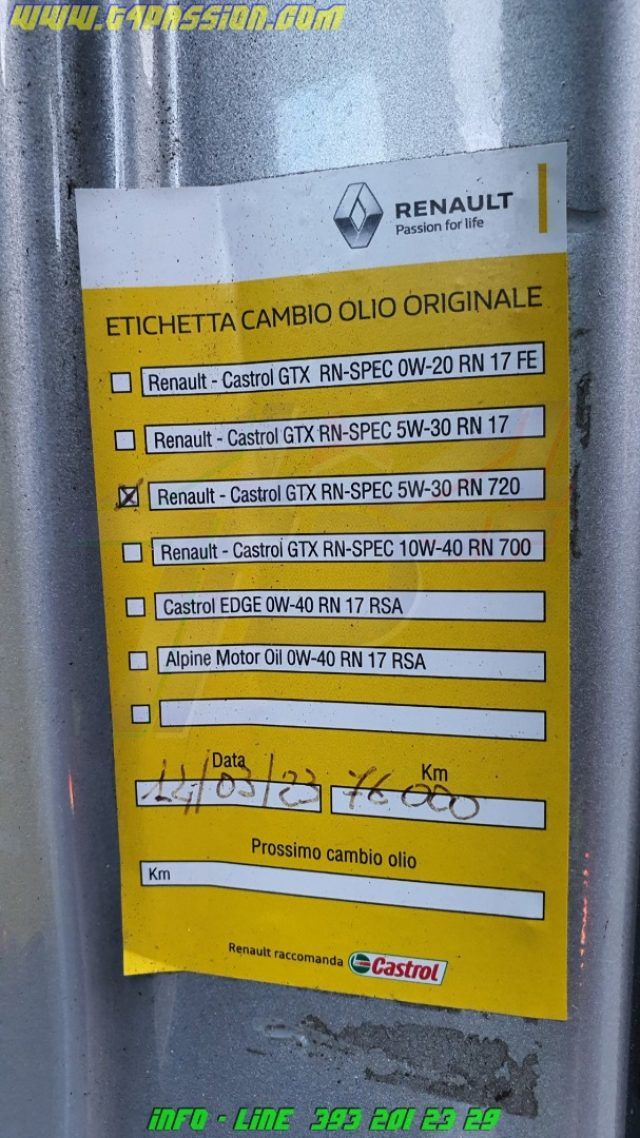 www.t4passion.com
RENAULT
Passion for life
ETICHETTA CAMBIO OLIO ORIGINALE
Renault - Castrol GTX RN-SPEC 0W-20 RN 17 FE
Renault - Castrol GTX RN-SPEC 5W-30 RN 17
Renault - Castrol GTX RN-SPEC 5W-30 RN 720
Renault - Castrol GTX RN-SPEC 10W-40 RN 700
Castrol EDGE 0W-40 RN 17 RSA
Alpine Motor Oil 0W-40 RN 17 RSA
Data Km
14/03/23 76000
Prossimo cambio olio
Km
Renault raccomanda Castrol
iNFO - LiNE 393 201 23 29